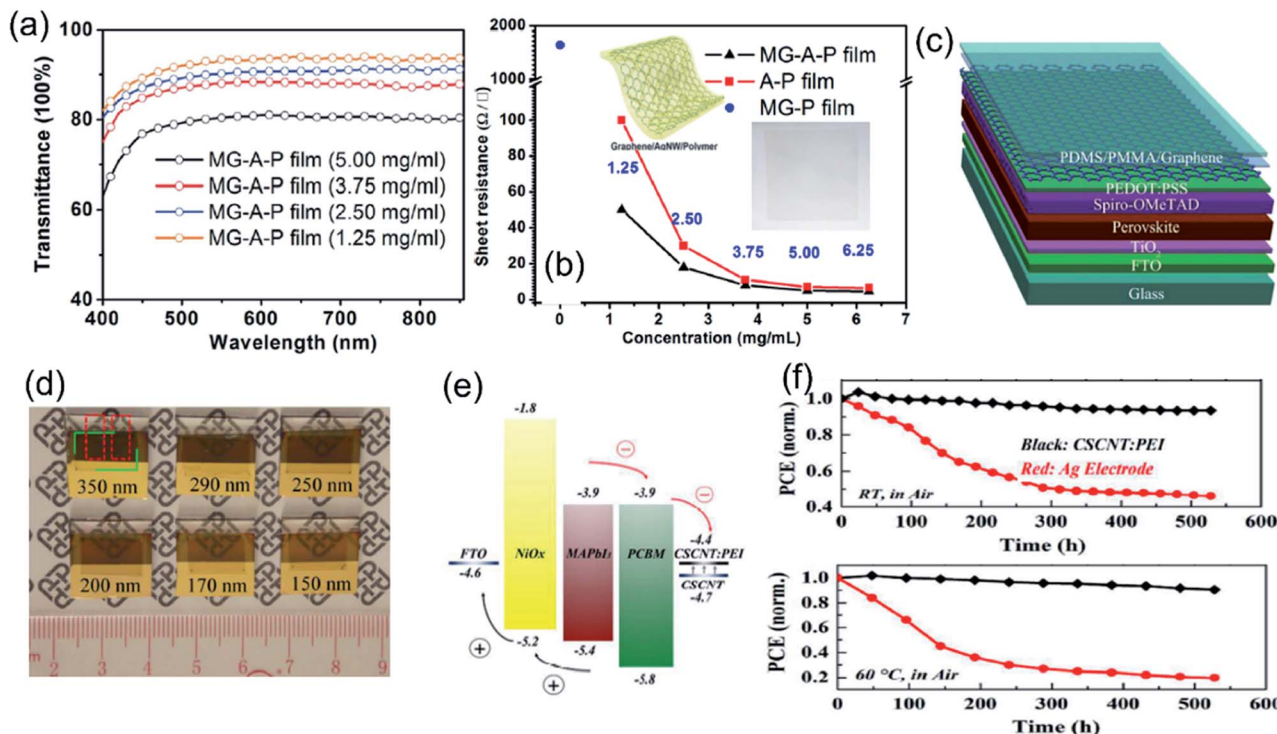 (a)
Transmittance (100%)
100
80
60
40
400 500 600 700 800
Wavelength (nm)
MG-A-P film (5.00 mg/ml)
MG-A-P film (3.75 mg/ml)
MG-A-P film (2.50 mg/ml)
MG-A-P film (1.25 mg/ml)
(b)
Sheet resistance (Ω / □)
2000
1000
100
80
60
40
20
0
0 1 2 3 4 5 6 7
Concentration (mg/mL)
MG-A-P film
A-P film
MG-P film
Graphene/AgNW/Polymer
1.25
2.50
3.75 5.00 6.25
(c)
PDMS/PMMA/Graphene
PEDOT:PSS
Spiro-OMeTAD
Perovskite
TiO2
FTO
Glass
(d)
350 nm 290 nm 250 nm
200 nm 170 nm 150 nm
2 3 4 5 6 7 8 9
(e)
-1.8
-3.9 -3.9
-4.4
FTO NiOx MAPbI3 PCBM CSCNT:PEI
-4.6
CSCNT
-4.7
-5.2
-5.4
-5.8
(f)
PCE (norm.)
1.0
0.8
0.6
0.4
Black: CSCNT:PEI
Red: Ag Electrode
RT, in Air
0 100 200 300 400 500 600
Time (h)
PCE (norm.)
1.0
0.8
0.6
0.4
0.2
60 °C, in Air
0 100 200 300 400 500 600
Time (h)